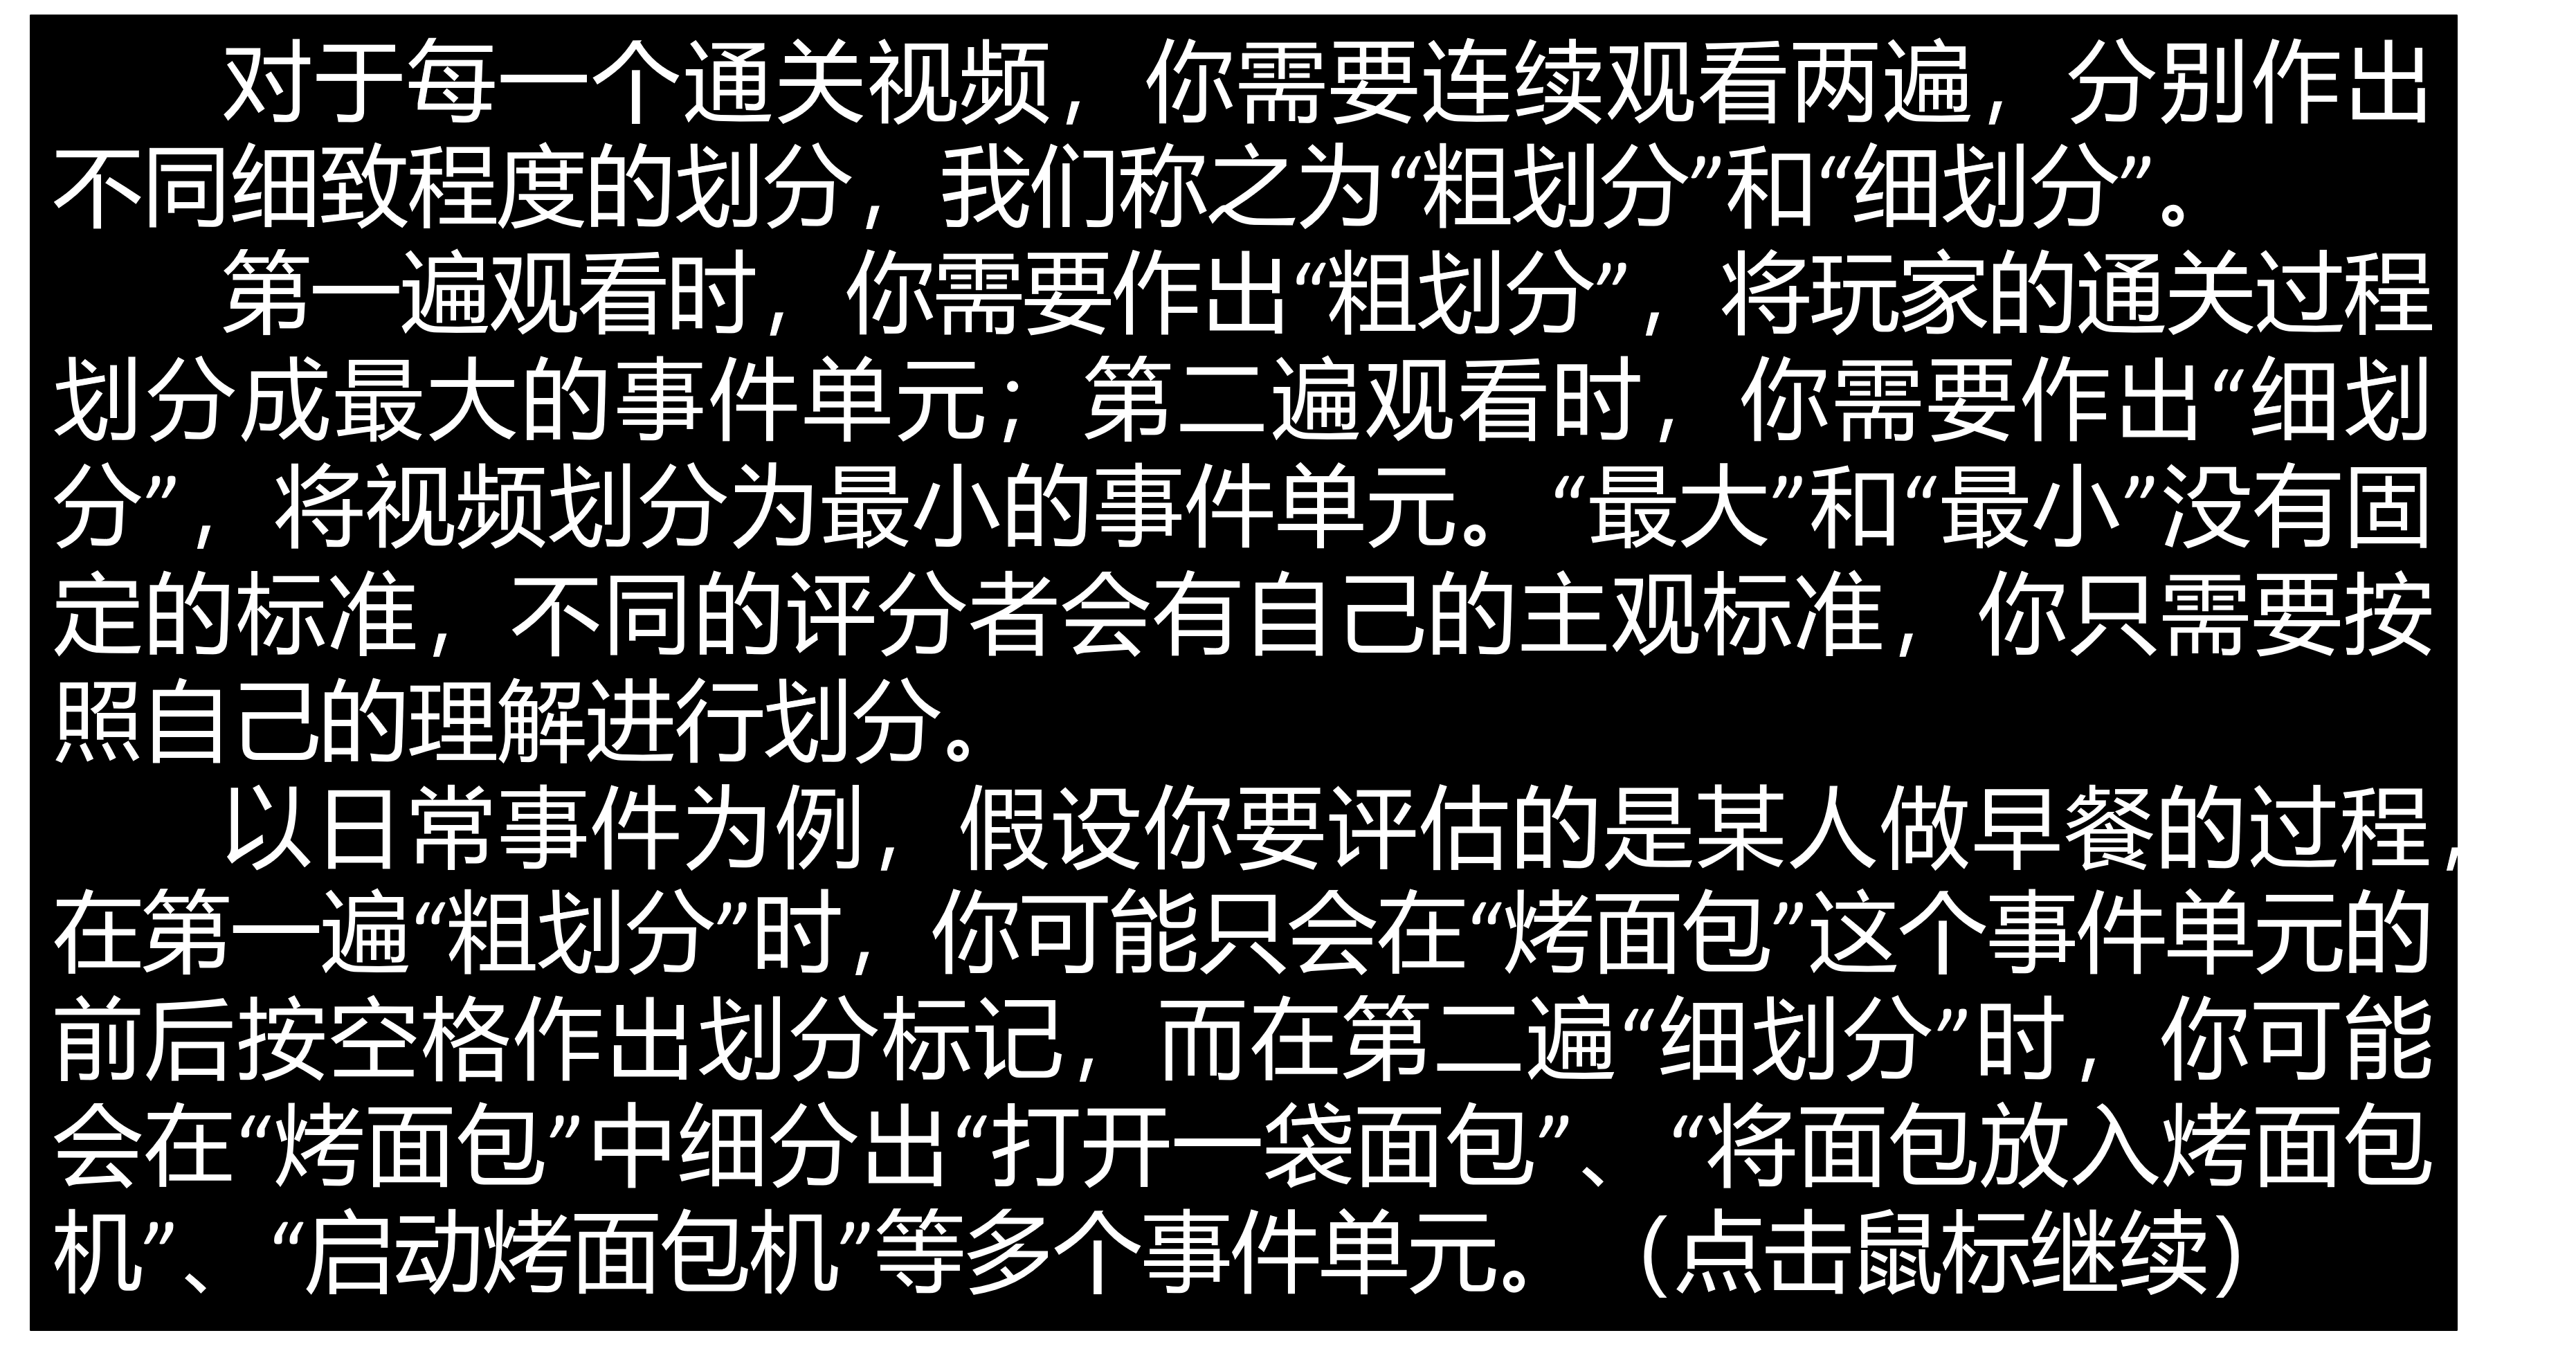 对于每一个通关视频，你需要连续观看两遍，分别作出
不同细致程度的划分，我们称之为“粗划分”和“细划分”。
第一遍观看时，你需要作出“粗划分”，将玩家的通关过程
划分成最大的事件单元；第二遍观看时，你需要作出“细划
分”，将视频划分为最小的事件单元。“最大”和“最小”没有固
定的标准，不同的评分者会有自己的主观标准，你只需要按
照自己的理解进行划分。
以日常事件为例，假设你要评估的是某人做早餐的过程，
在第一遍“粗划分”时，你可能只会在“烤面包”这个事件单元的
前后按空格作出划分标记，而在第二遍“细划分”时，你可能
会在“烤面包”中细分出“打开一袋面包”、“将面包放入烤面包
机”、“启动烤面包机”等多个事件单元。（点击鼠标继续）